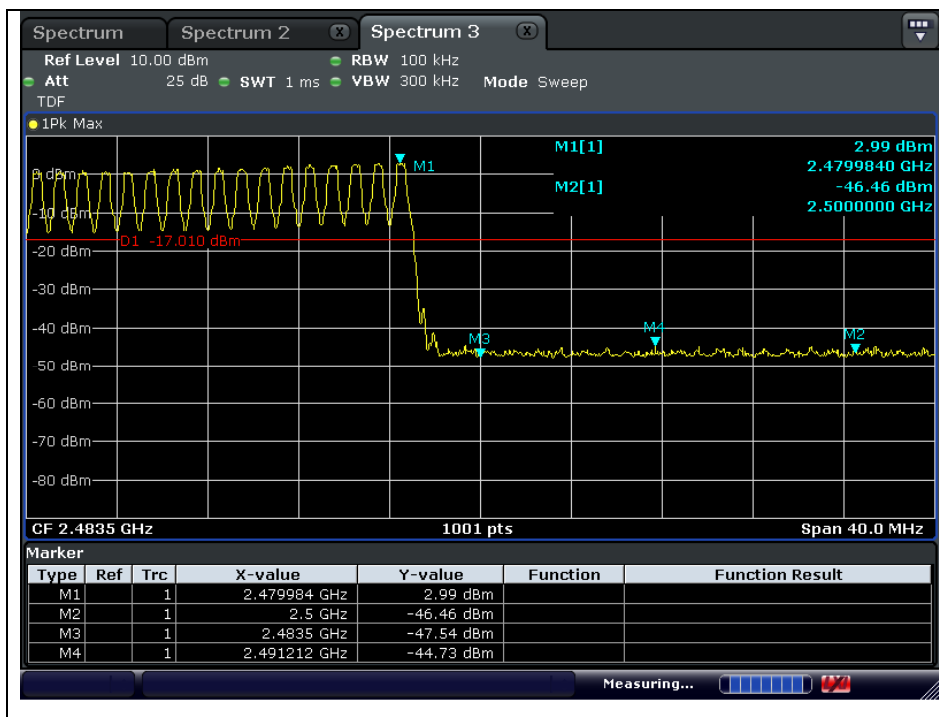 Spectrum Spectrum 2 X Spectrum 3 X
Ref Level 10.00 dBm RBW 100 kHz
Att 25 dB SWT 1 ms VBW 300 kHz Mode Sweep
TDF
1Pk Max
M1[1] 2.99 dBm
2.4799840 GHz
M2[1] -46.46 dBm
2.5000000 GHz
M1
0 dBm
-10 dBm
D1 -17.010 dBm
-20 dBm
-30 dBm
-40 dBm
M3 M4 M2
-50 dBm
-60 dBm
-70 dBm
-80 dBm
CF 2.4835 GHz 1001 pts Span 40.0 MHz
Marker
Type Ref Trc X-value Y-value Function Function Result
M1 1 2.479984 GHz 2.99 dBm
M2 1 2.5 GHz -46.46 dBm
M3 1 2.4835 GHz -47.54 dBm
M4 1 2.491212 GHz -44.73 dBm
Measuring...